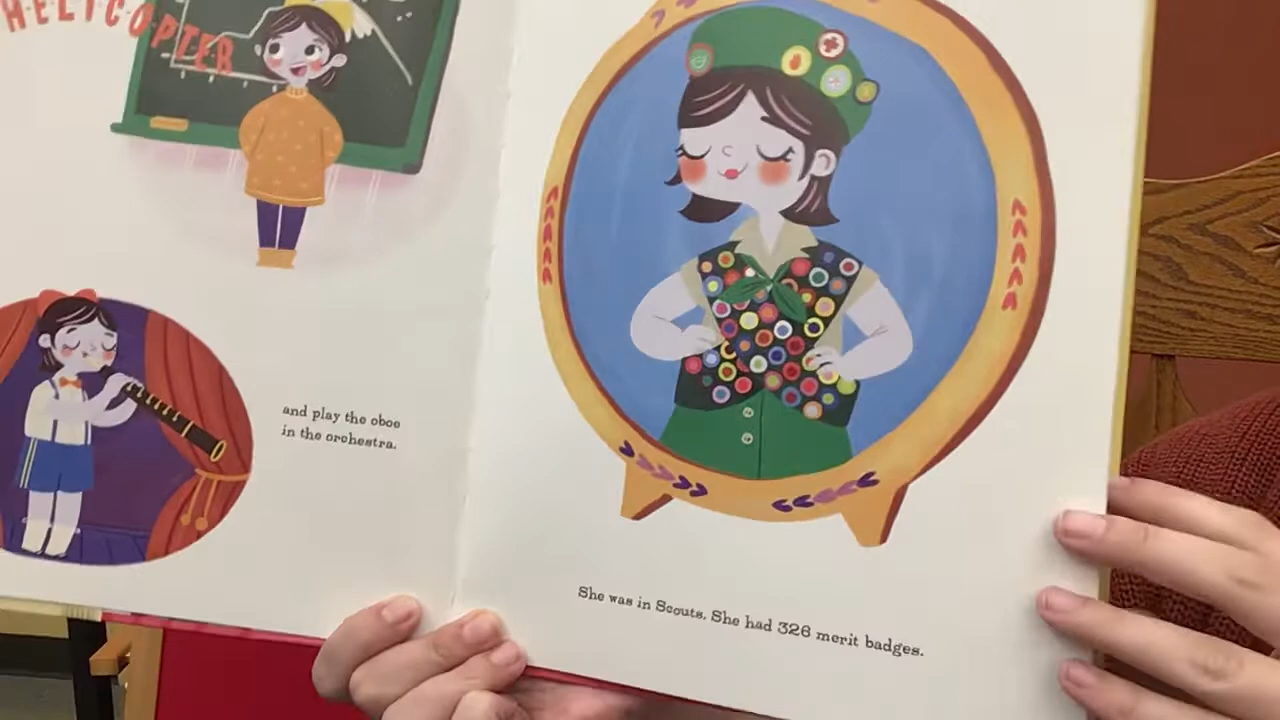 HELICOPTER
and play the oboe
in the orchestra.
She was in Scouts. She had 326 merit badges.